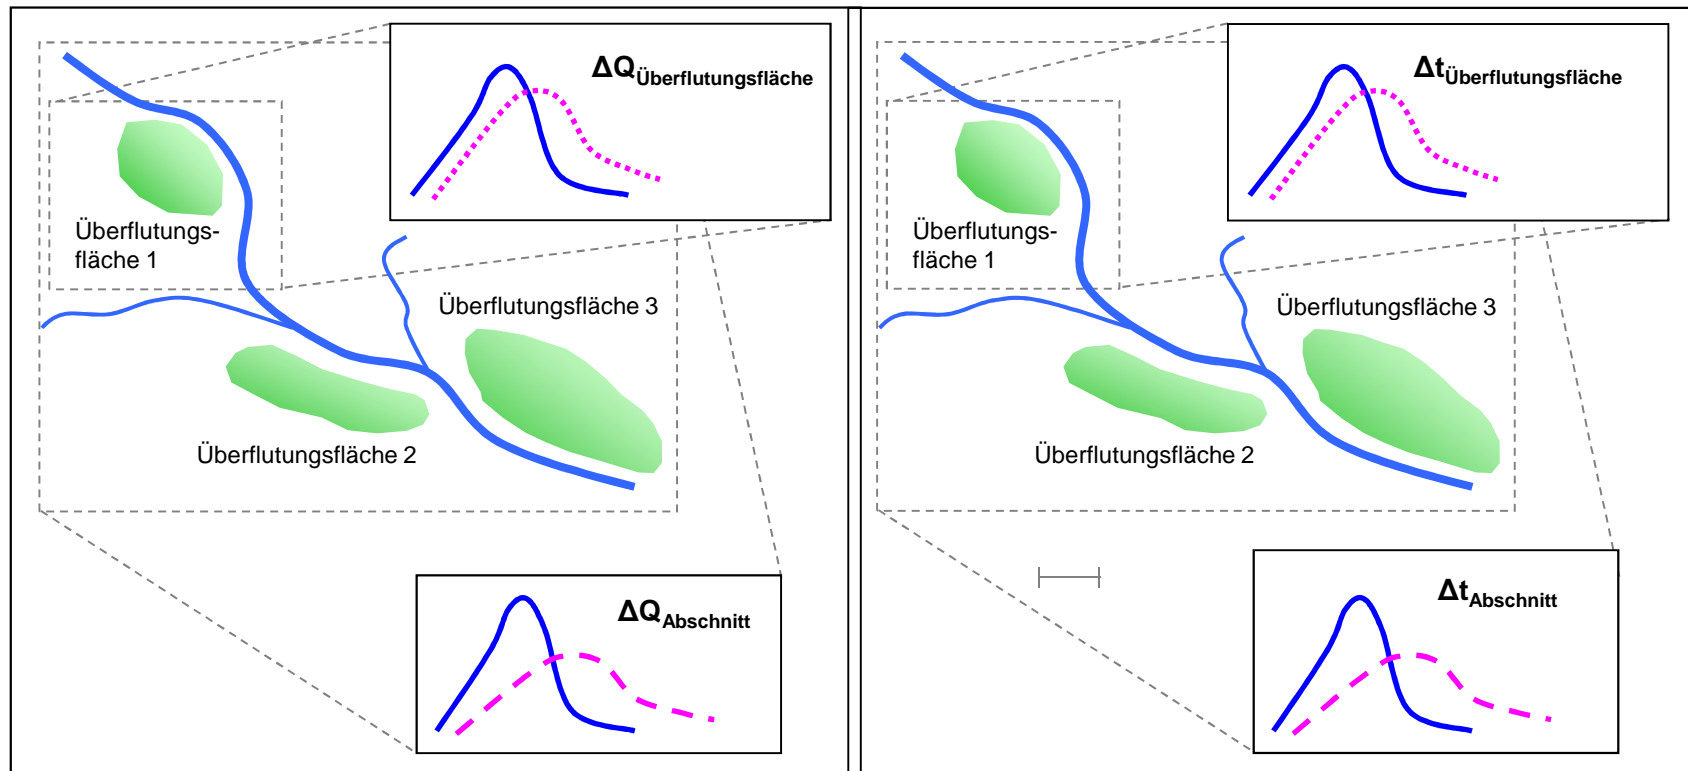 ΔQÜberflutungsfläche
Überflutungs-
fläche 1
Überflutungsfläche 3
Überflutungsfläche 2
ΔQAbschnitt
ΔtÜberflutungsfläche
Überflutungs-
fläche 1
Überflutungsfläche 3
Überflutungsfläche 2
ΔtAbschnitt